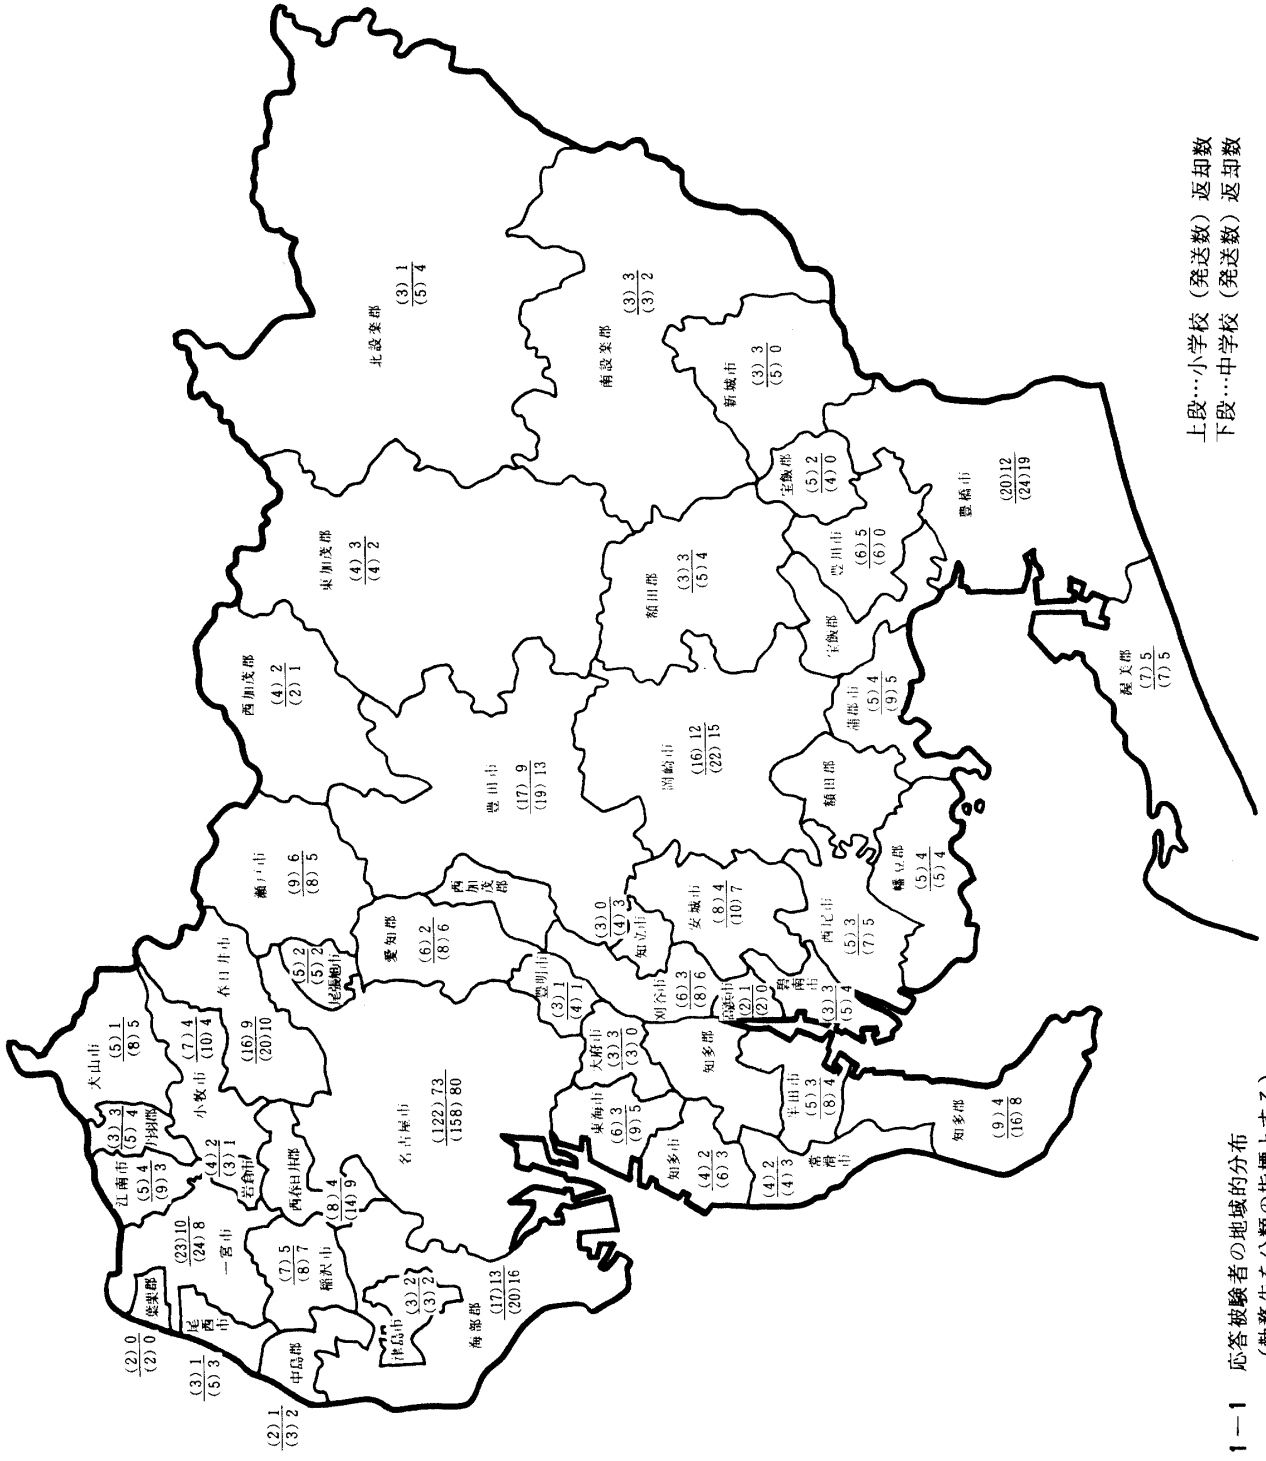 北設楽郡
(3) 1
(5) 4
南設楽郡
(3) 3
(3) 2
新城市
(3) 3
(5) 0
東加茂郡
(4) 3
(4) 2
額田郡
(3) 3
(5) 4
宝飯郡
(5) 2
(4) 0
豊川市
(6) 5
(6) 0
豊橋市
(20) 12
(24) 19
宝飯郡
蒲郡市
(5) 4
(9) 5
渥美郡
(7) 5
(7) 5
西加茂郡
(4) 2
(2) 1
豊田市
(17) 9
(19) 13
岡崎市
(16) 12
(22) 15
額田郡
幡豆郡
(5) 4
(5) 4
瀬戸市
(9) 6
(8) 5
西加茂郡
愛知郡
(6) 2
(8) 6
尾張旭市
(5) 2
(5) 2
知立市
(3) 0
(4) 3
安城市
(8) 4
(10) 7
西尾市
(5) 3
(7) 5
豊明市
(3) 1
(4) 1
刈谷市
(6) 3
(8) 6
高浜市
(2) 1
(2) 0
碧南市
(3) 3
(5) 4
春日井市
(16) 9
(20) 10
犬山市
(5) 1
(8) 5
小牧市
(7) 4
(10) 4
丹羽郡
(3) 3
(5) 4
江南市
(5) 4
(9) 3
岩倉市
(4) 2
(3) 1
西春日井郡
(8) 4
(14) 9
名古屋市
(122) 73
(158) 80
大府市
(3) 3
(3) 0
東海市
(6) 3
(9) 5
知多郡
知多市
(4) 2
(6) 3
半田市
(5) 3
(8) 4
常滑市
(4) 2
(4) 3
知多郡
(9) 4
(16) 8
一宮市
(23) 10
(24) 8
葉栗郡
(2) 0
(2) 0
尾西市
(3) 1
(5) 3
稲沢市
(7) 5
(8) 7
中島郡
(2) 1
(3) 2
津島市
(3) 2
(3) 2
海部郡
(17) 13
(20) 16
上段…小学校（発送数）返却数
下段…中学校（発送数）返却数
1－1 応答被験者の地域的分布